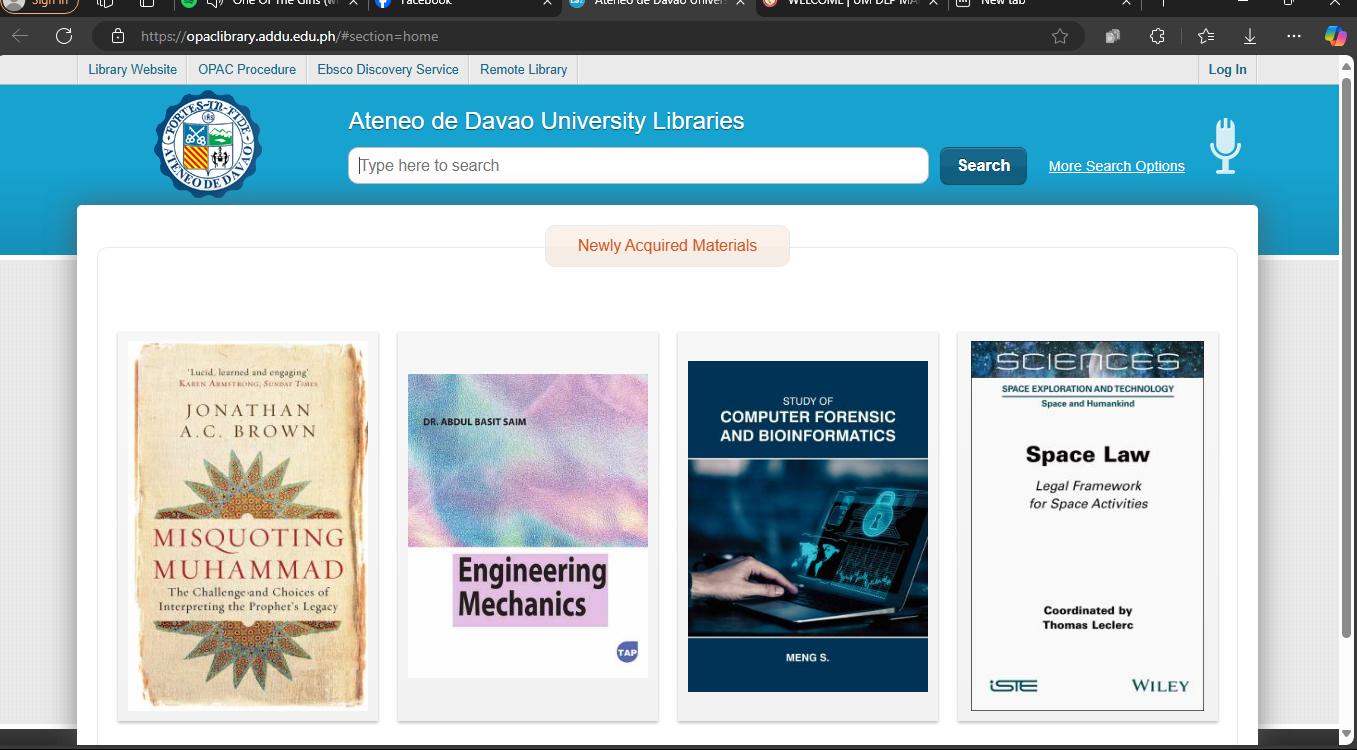 Sign in
One Of The Girls (w
Facebook
Ateneo de Davao Univers
WELCOME | UM DLP MA
New tab
https://opaclibrary.addu.edu.ph/#section=home
Library Website
OPAC Procedure
Ebsco Discovery Service
Remote Library
Log In
FORTES·IN·FIDE
ATENEO DE DAVAO
Ateneo de Davao University Libraries
Type here to search
Search
More Search Options
Newly Acquired Materials
'Lucid, learned and engaging'
KAREN ARMSTRONG, SUNDAY TIMES
JONATHAN
A.C. BROWN
MISQUOTING
MUHAMMAD
The Challenge and Choices of
Interpreting the Prophet's Legacy
DR. ABDUL BASIT SAIM
Engineering
Mechanics
TAP
STUDY OF
COMPUTER FORENSIC
AND BIOINFORMATICS
MENG S.
SCIENCES
SPACE EXPLORATION AND TECHNOLOGY
Space and Humankind
Space Law
Legal Framework
for Space Activities
Coordinated by
Thomas Leclerc
iSTE
WILEY